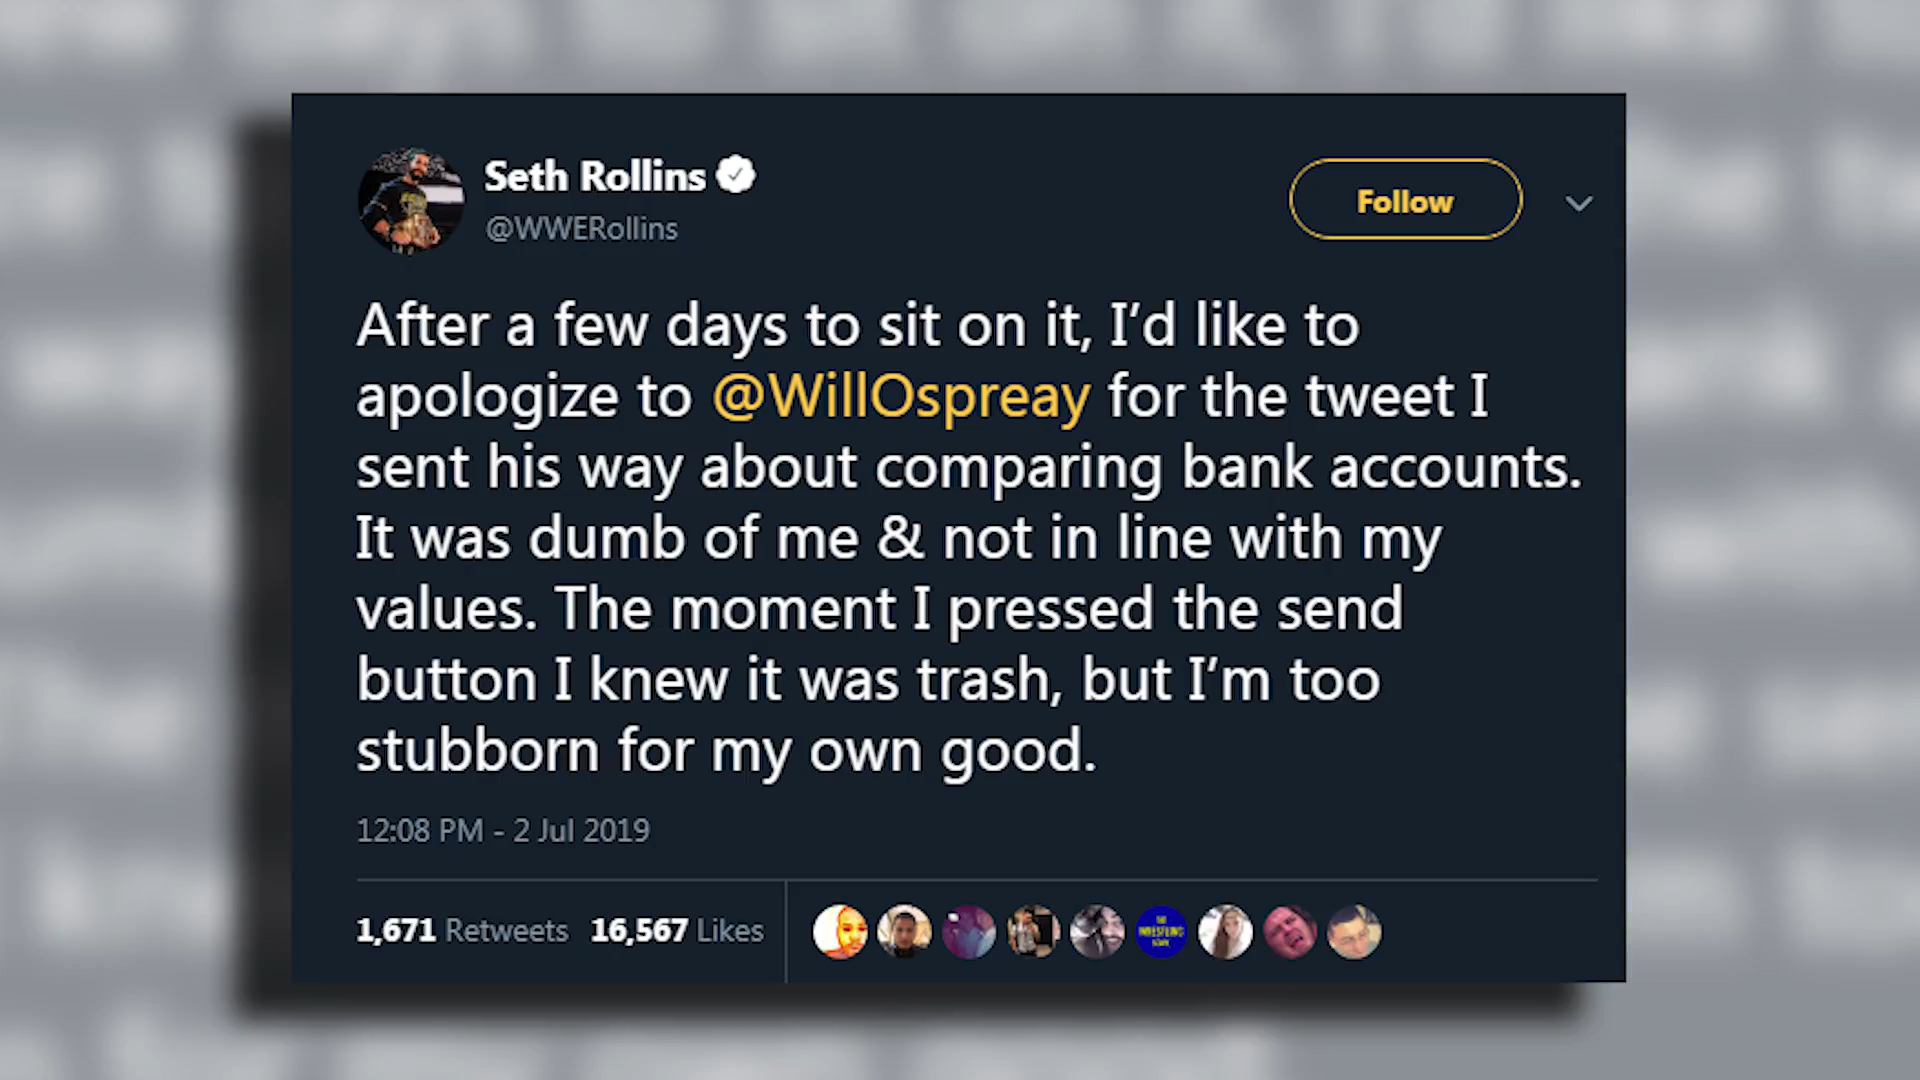 Seth Rollins
@WWERollins
Follow
After a few days to sit on it, I’d like to
apologize to @WillOspreay for the tweet I
sent his way about comparing bank accounts.
It was dumb of me & not in line with my
values. The moment I pressed the send
button I knew it was trash, but I’m too
stubborn for my own good.
12:08 PM - 2 Jul 2019
1,671 Retweets 16,567 Likes
WRESTLING